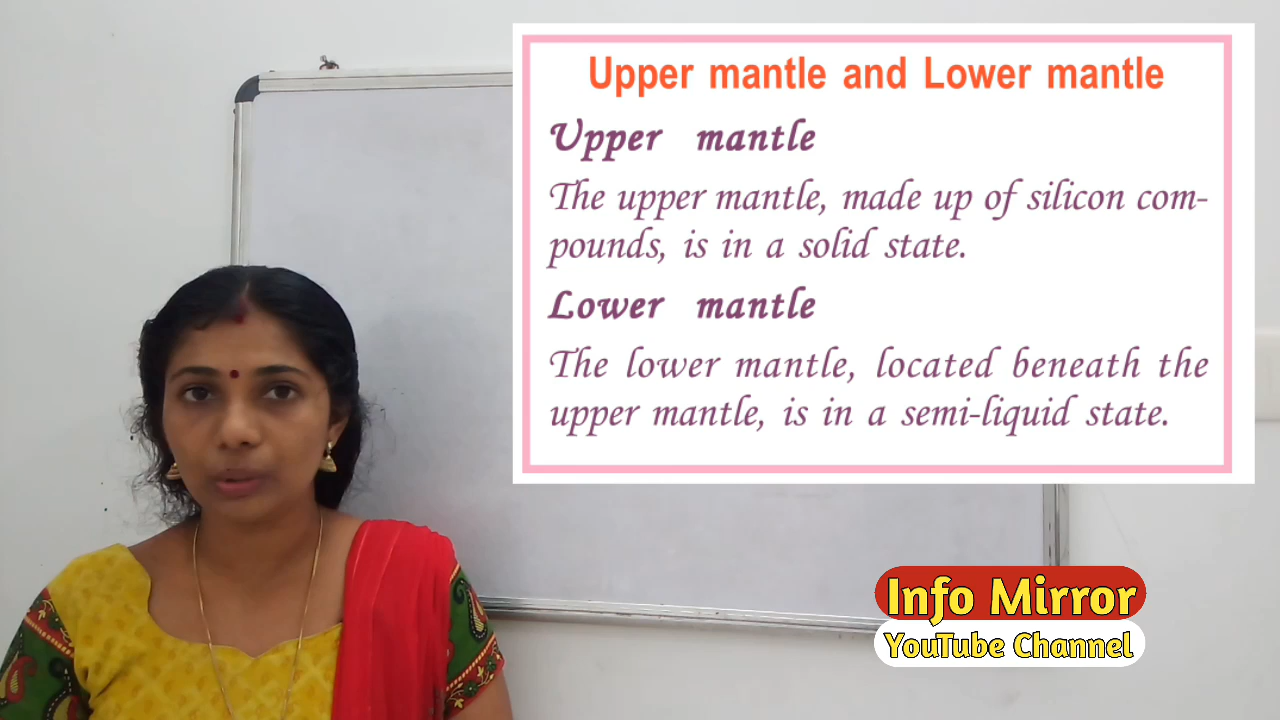 Upper mantle and Lower mantle
Upper mantle
The upper mantle, made up of silicon com-
pounds, is in a solid state.
Lower mantle
The lower mantle, located beneath the
upper mantle, is in a semi-liquid state.
Info Mirror
YouTube Channel